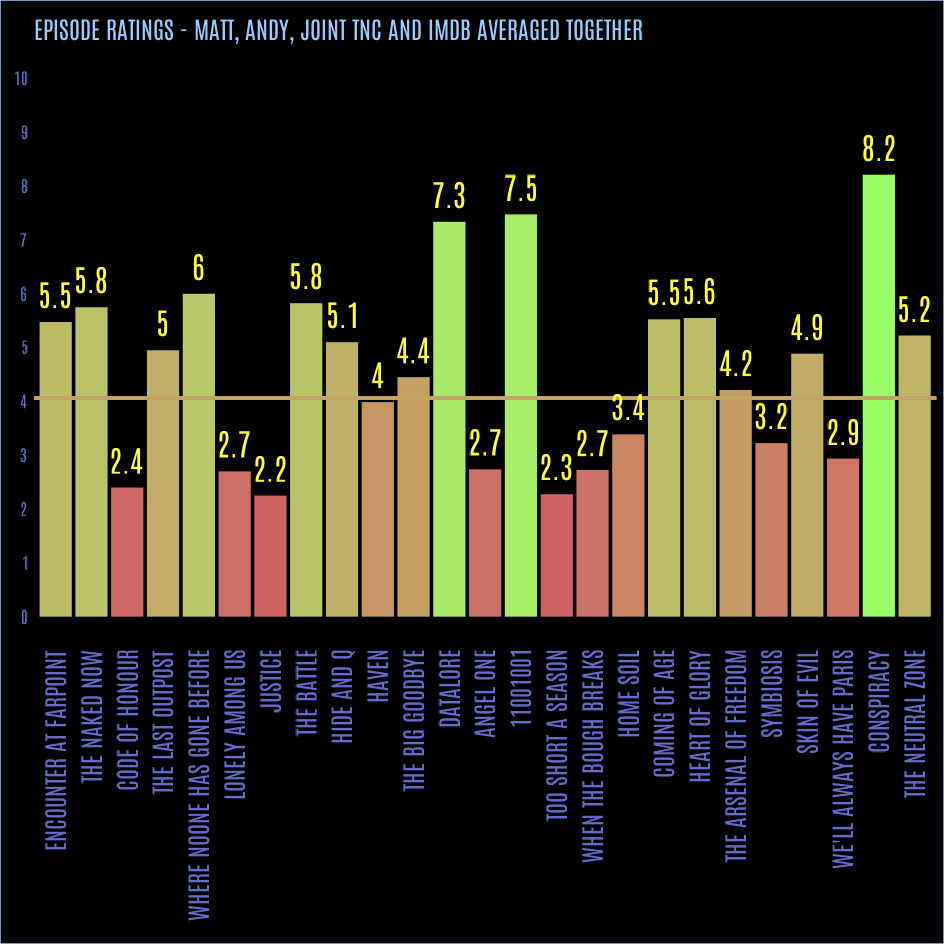 EPISODE RATINGS - MATT, ANDY, JOINT TNC AND IMDB AVERAGED TOGETHER
10
9
8
7
6
5
4
3
2
1
0
5.5
5.8
2.4
5
6
2.7
2.2
5.8
5.1
4
4.4
7.3
2.7
7.5
2.3
2.7
3.4
5.5
5.6
4.2
3.2
4.9
2.9
8.2
5.2
ENCOUNTER AT FARPOINT
THE NAKED NOW
CODE OF HONOUR
THE LAST OUTPOST
WHERE NOONE HAS GONE BEFORE
LONELY AMONG US
JUSTICE
THE BATTLE
HIDE AND Q
HAVEN
THE BIG GOODBYE
DATALORE
ANGEL ONE
11001001
TOO SHORT A SEASON
WHEN THE BOUGH BREAKS
HOME SOIL
COMING OF AGE
HEART OF GLORY
THE ARSENAL OF FREEDOM
SYMBIOSIS
SKIN OF EVIL
WE'LL ALWAYS HAVE PARIS
CONSPIRACY
THE NEUTRAL ZONE